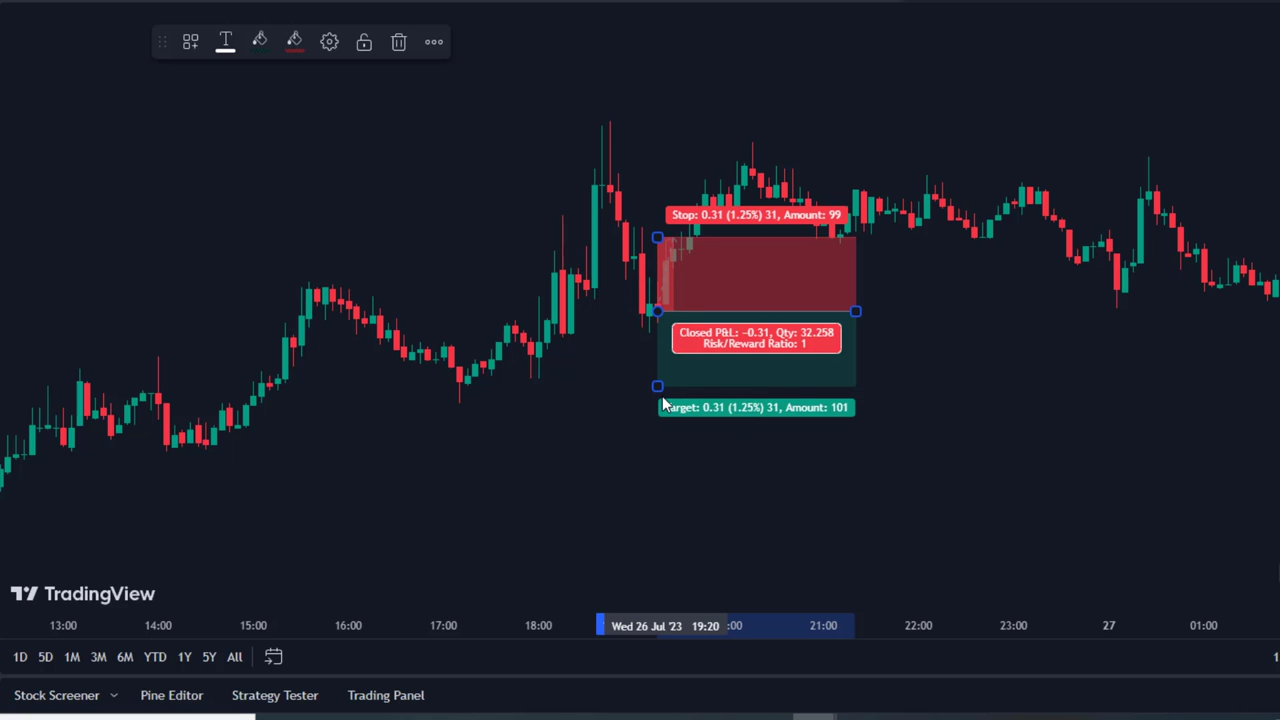 T
Stop: 0.31 (1.25%) 31, Amount: 99
Closed P&L: −0.31, Qty: 32.258
Risk/Reward Ratio: 1
arget: 0.31 (1.25%) 31, Amount: 101
TradingView
13:00 14:00 15:00 16:00 17:00 18:00 Wed 26 Jul '23 19:20 :00 21:00 22:00 23:00 27 01:00
1D 5D 1M 3M 6M YTD 1Y 5Y All 1
Stock Screener Pine Editor Strategy Tester Trading Panel